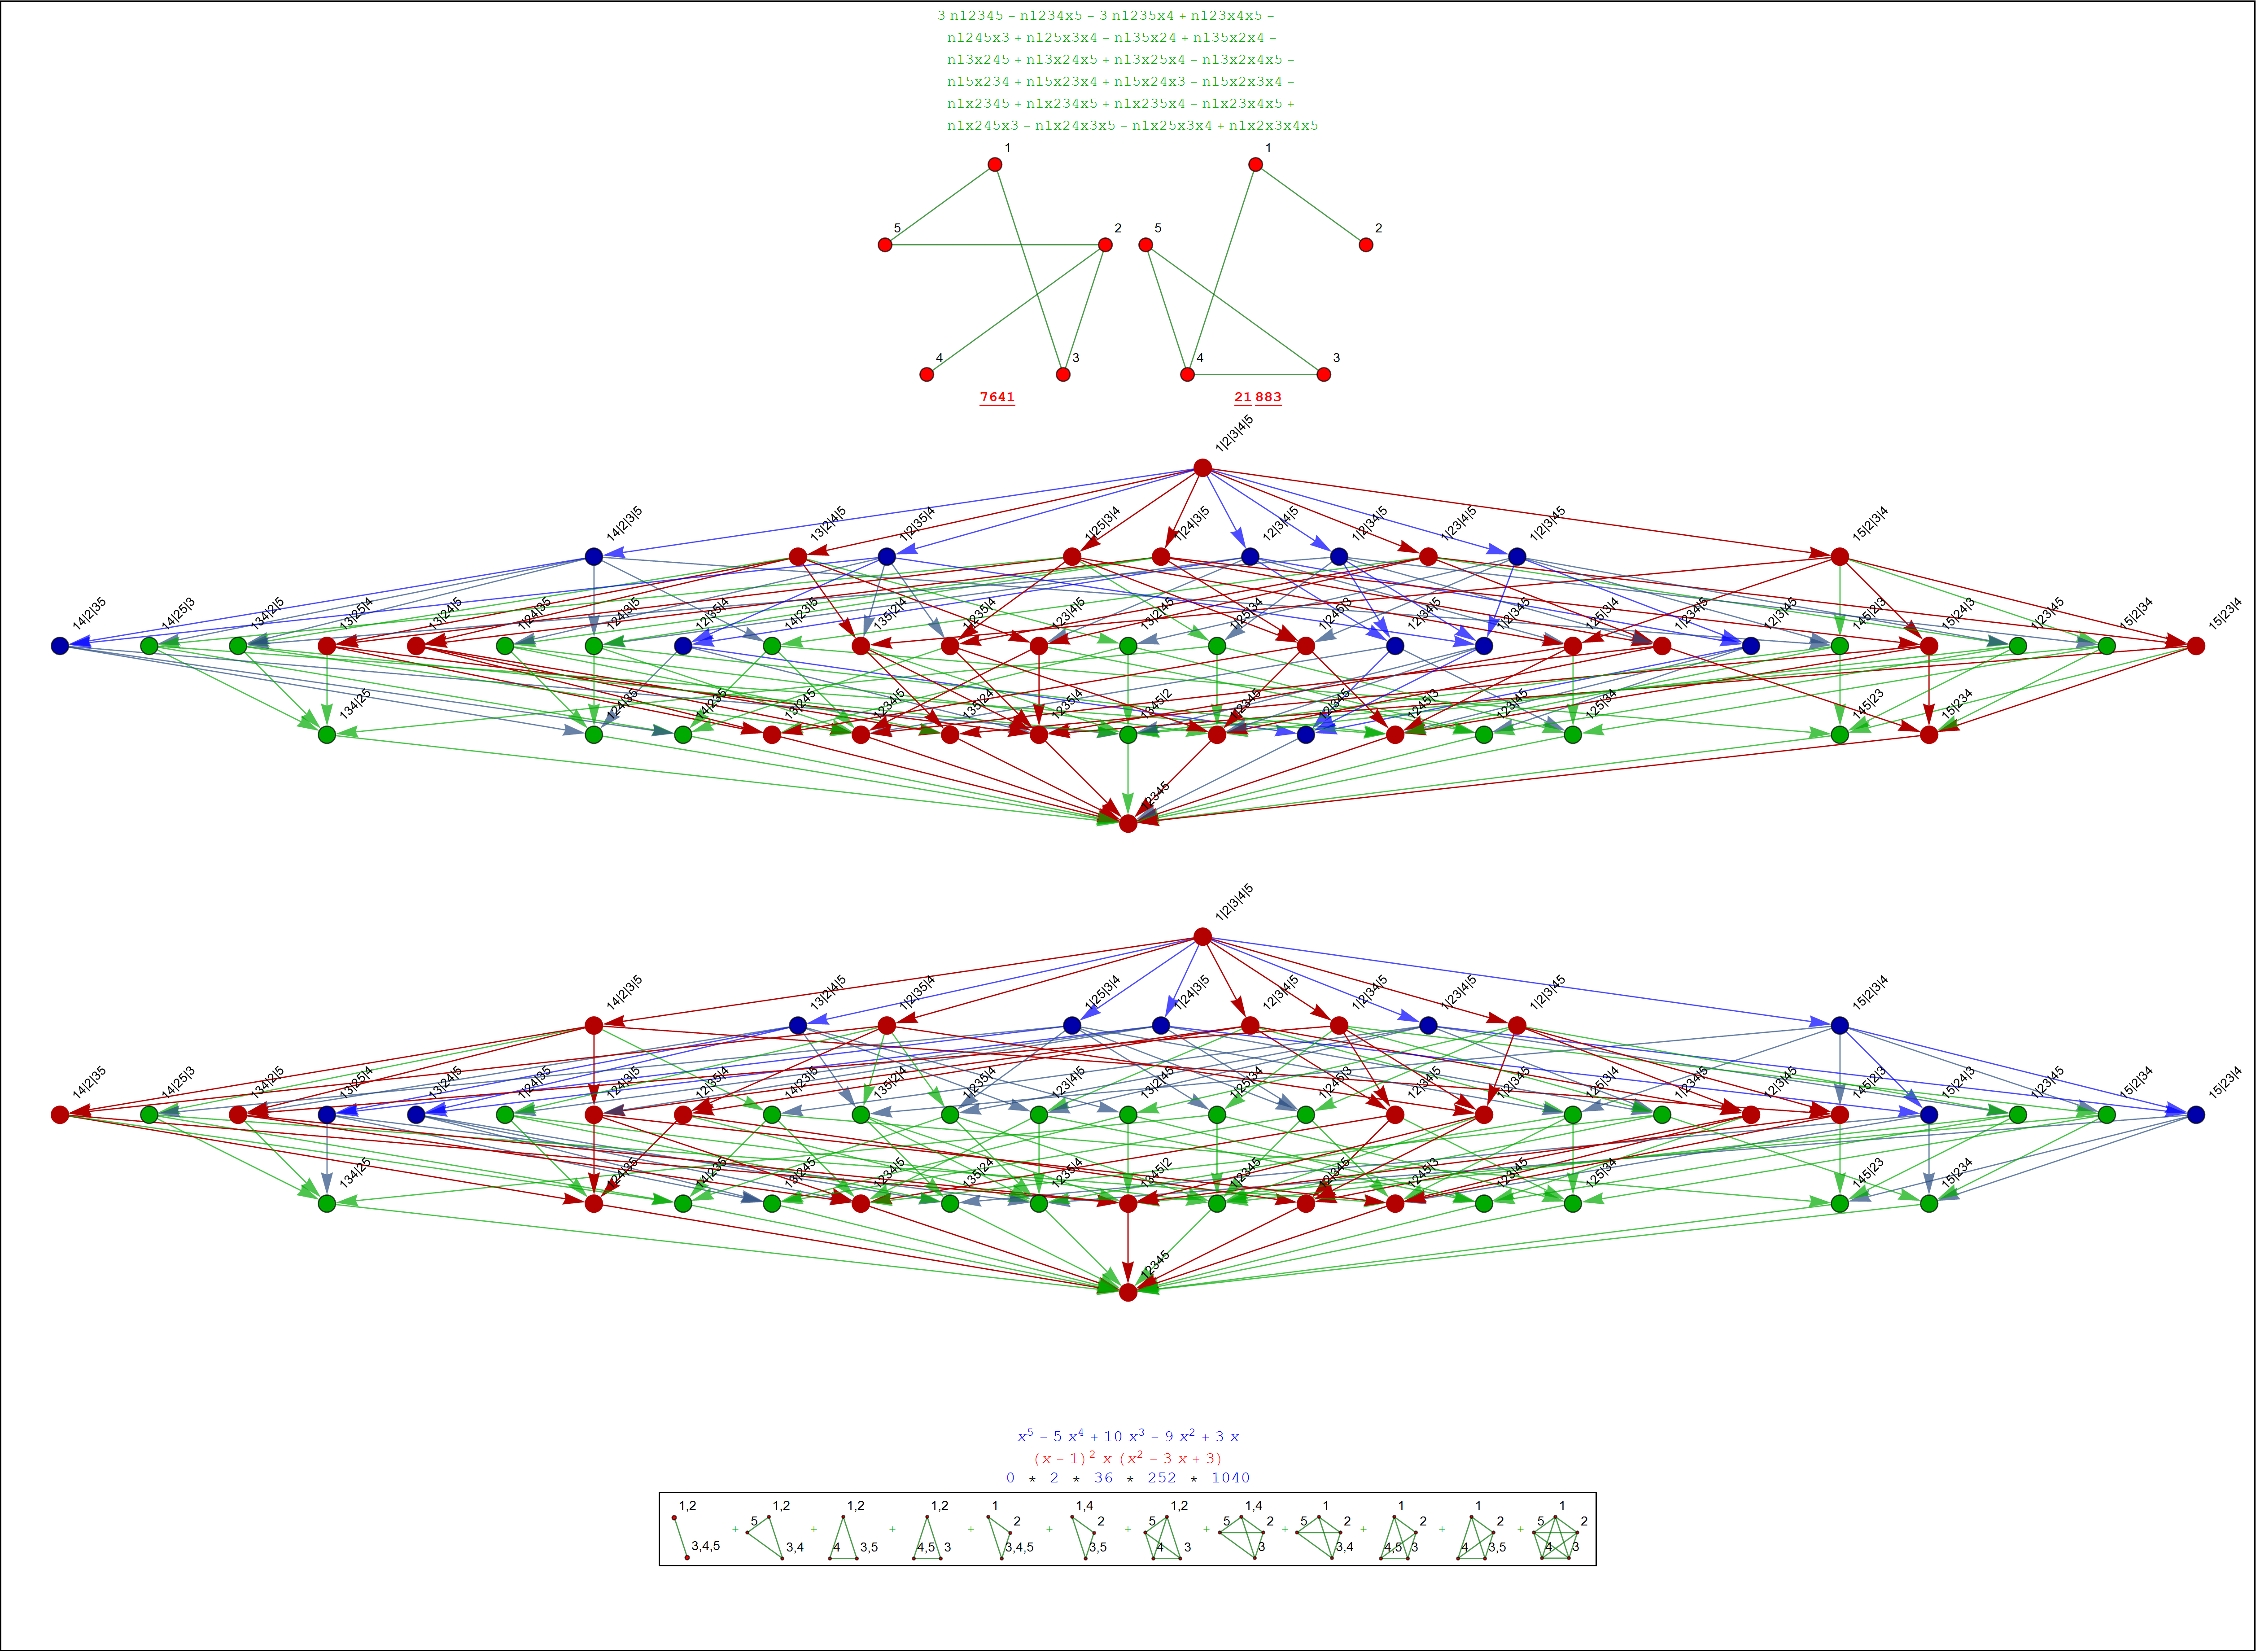 3 n12345 − n1234x5 − 3 n1235x4 + n123x4x5 −
n1245x3 + n125x3x4 − n135x24 + n135x2x4 −
n13x245 + n13x24x5 + n13x25x4 − n13x2x4x5 −
n15x234 + n15x23x4 + n15x24x3 − n15x2x3x4 −
n1x2345 + n1x234x5 + n1x235x4 − n1x23x4x5 +
n1x245x3 − n1x24x3x5 − n1x25x3x4 + n1x2x3x4x5
1 1
5 2 5 2
4 3 4 3
7641 21 883
1|2|3|4|5
14|2|3|5 13|2|4|5 1|2|35|4 1|25|3|4 1|24|3|5 12|3|4|5 1|2|34|5 1|23|4|5 1|2|3|45 15|2|3|4
14|2|35 14|25|3 134|2|5 13|25|4 13|24|5 1|24|35 124|3|5 12|35|4 14|23|5 135|2|4 1|235|4 123|4|5 13|2|45 1|25|34 1|245|3 12|34|5 1|2|345 125|3|4 1|234|5 12|3|45 145|2|3 15|24|3 1|23|45 15|2|34 15|23|4
134|25 124|35 14|235 13|245 1234|5 135|24 1235|4 1345|2 1|2345 12|345 1245|3 123|45 125|34 145|23 15|234
12345
1|2|3|4|5
14|2|3|5 13|2|4|5 1|2|35|4 1|25|3|4 1|24|3|5 12|3|4|5 1|2|34|5 1|23|4|5 1|2|3|45 15|2|3|4
14|2|35 14|25|3 134|2|5 13|25|4 13|24|5 1|24|35 124|3|5 12|35|4 14|23|5 135|2|4 1|235|4 123|4|5 13|2|45 1|25|34 1|245|3 12|34|5 1|2|345 125|3|4 1|234|5 12|3|45 145|2|3 15|24|3 1|23|45 15|2|34 15|23|4
134|25 124|35 14|235 13|245 1234|5 135|24 1235|4 1345|2 1|2345 12|345 1245|3 123|45 125|34 145|23 15|234
12345
x⁵ − 5 x⁴ + 10 x³ − 9 x² + 3 x
(x − 1)² x (x² − 3 x + 3)
0 * 2 * 36 * 252 * 1040
1,2 1,2 1,2 1,2 1 1,4 1,2 1,4 1 1 1 1
5 2 2 5 5 2 5 2 2 2 5 2
+ + + + + + + + + + +
3,4,5 3,4 4 3,5 4,5 3 3,4,5 3,5 4 3 3 3,4 4,5 3 4 3,5 4 3